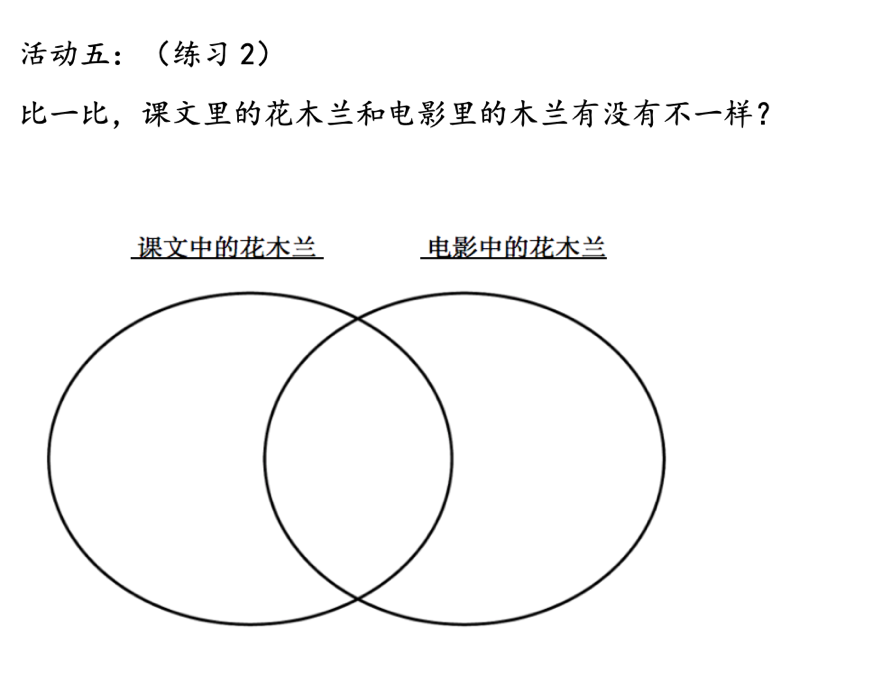 活动五：（练习 2）
比一比，课文里的花木兰和电影里的木兰有没有不一样？
课文中的花木兰 电影中的花木兰